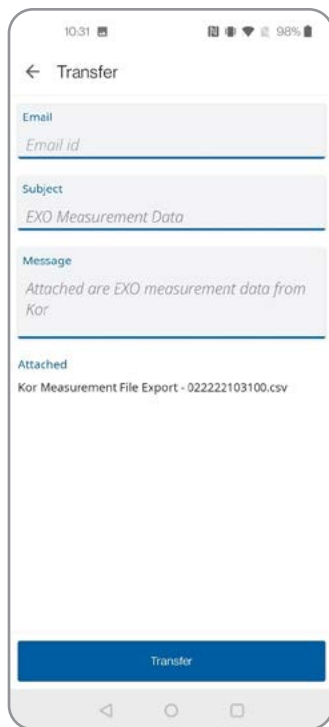 10:31
98%
Transfer
Email
Email id
Subject
EXO Measurement Data
Message
Attached are EXO measurement data from
Kor
Attached
Kor Measurement File Export - 022222103100.csv
Transfer